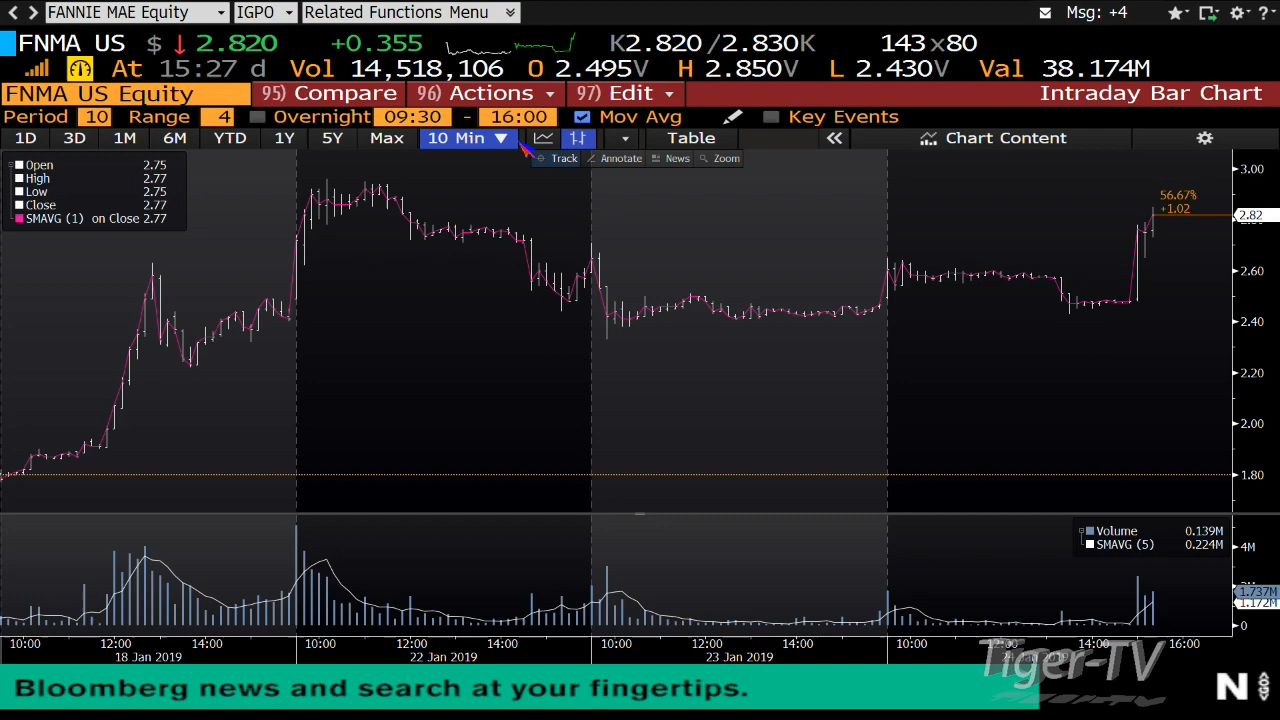 FANNIE MAE Equity IGPO Related Functions Menu Msg: +4 ?
FNMA US $ 2.820 +0.355 K2.820/2.830K 143x80
At 15:27 d Vol 14,518,106 O 2.495V H 2.850V L 2.430V Val 38.174M
FNMA US Equity 95) Compare 96) Actions 97) Edit Intraday Bar Chart
Period 10 Range 4 Overnight 09:30 - 16:00 Mov Avg Key Events
1D 3D 1M 6M YTD 1Y 5Y Max 10 Min Table Chart Content
Track Annotate News Zoom
Open 2.75
High 2.77
Low 2.75
Close 2.77
SMAVG (1) on Close 2.77
3.00
56.67%
+1.02
2.82
2.60
2.40
2.20
2.00
1.80
Volume 0.139M
SMAVG (5) 0.224M
4M
1.737M
1.172M
0
10:00 12:00 14:00 10:00 12:00 14:00 10:00 12:00 14:00 10:00 12:00 14:00 16:00
18 Jan 2019 22 Jan 2019 23 Jan 2019 24 Jan 2019
Tiger-TV
Bloomberg news and search at your fingertips.
N